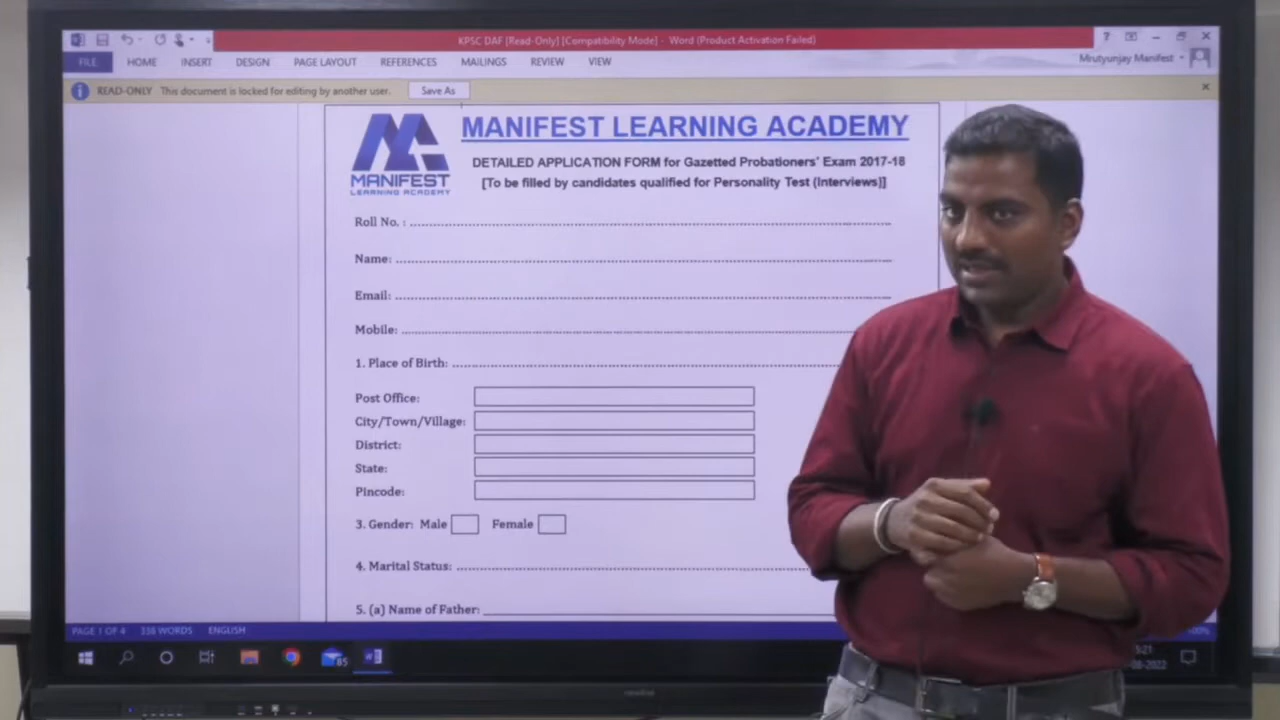 KPSC DAF [Read-Only] [Compatibility Mode] - Word (Product Activation Failed)
FILE HOME INSERT DESIGN PAGE LAYOUT REFERENCES MAILINGS REVIEW VIEW
Mrutyunjay Manifest
READ-ONLY This document is locked for editing by another user. Save As
MANIFEST
LEARNING ACADEMY
MANIFEST LEARNING ACADEMY
DETAILED APPLICATION FORM for Gazetted Probationers' Exam 2017-18
[To be filled by candidates qualified for Personality Test (Interviews)]
Roll No. :
Name:
Email:
Mobile:
1. Place of Birth:
Post Office:
City/Town/Village:
District:
State:
Pincode:
3. Gender: Male Female
4. Marital Status:
5. (a) Name of Father:
PAGE 1 OF 4 338 WORDS ENGLISH
85